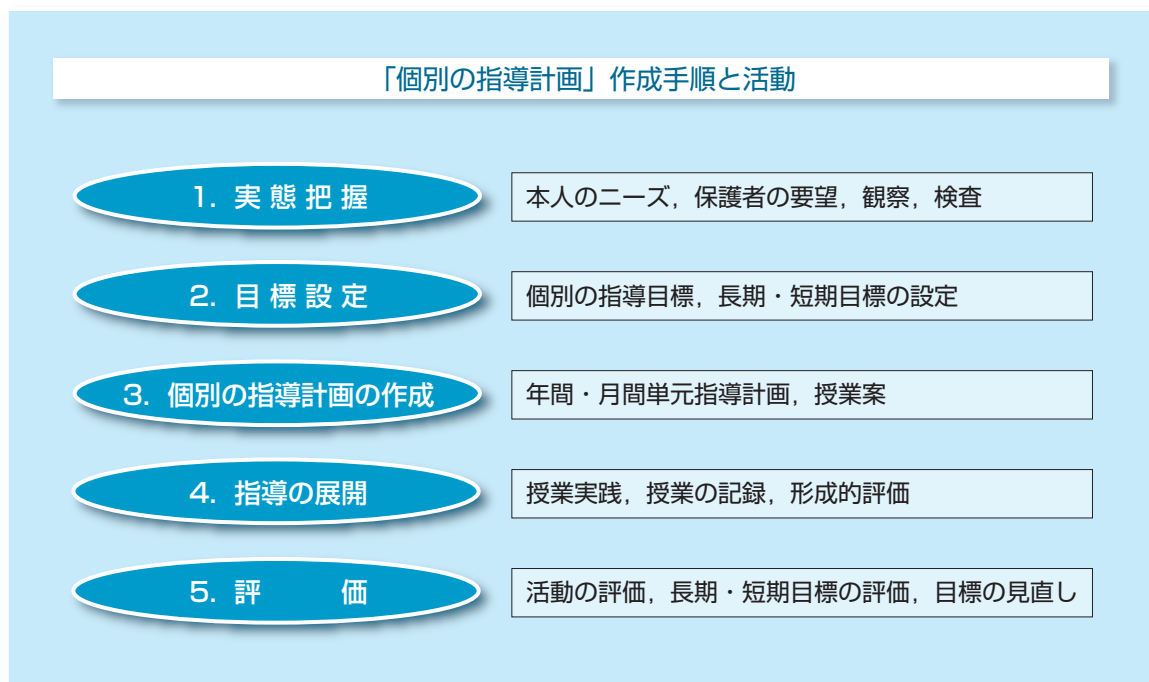 「個別の指導計画」作成手順と活動
1. 実態把握
本人のニーズ，保護者の要望，観察，検査
2. 目標設定
個別の指導目標，長期・短期目標の設定
3. 個別の指導計画の作成
年間・月間単元指導計画，授業案
4. 指導の展開
授業実践，授業の記録，形成的評価
5. 評　　価
活動の評価，長期・短期目標の評価，目標の見直し